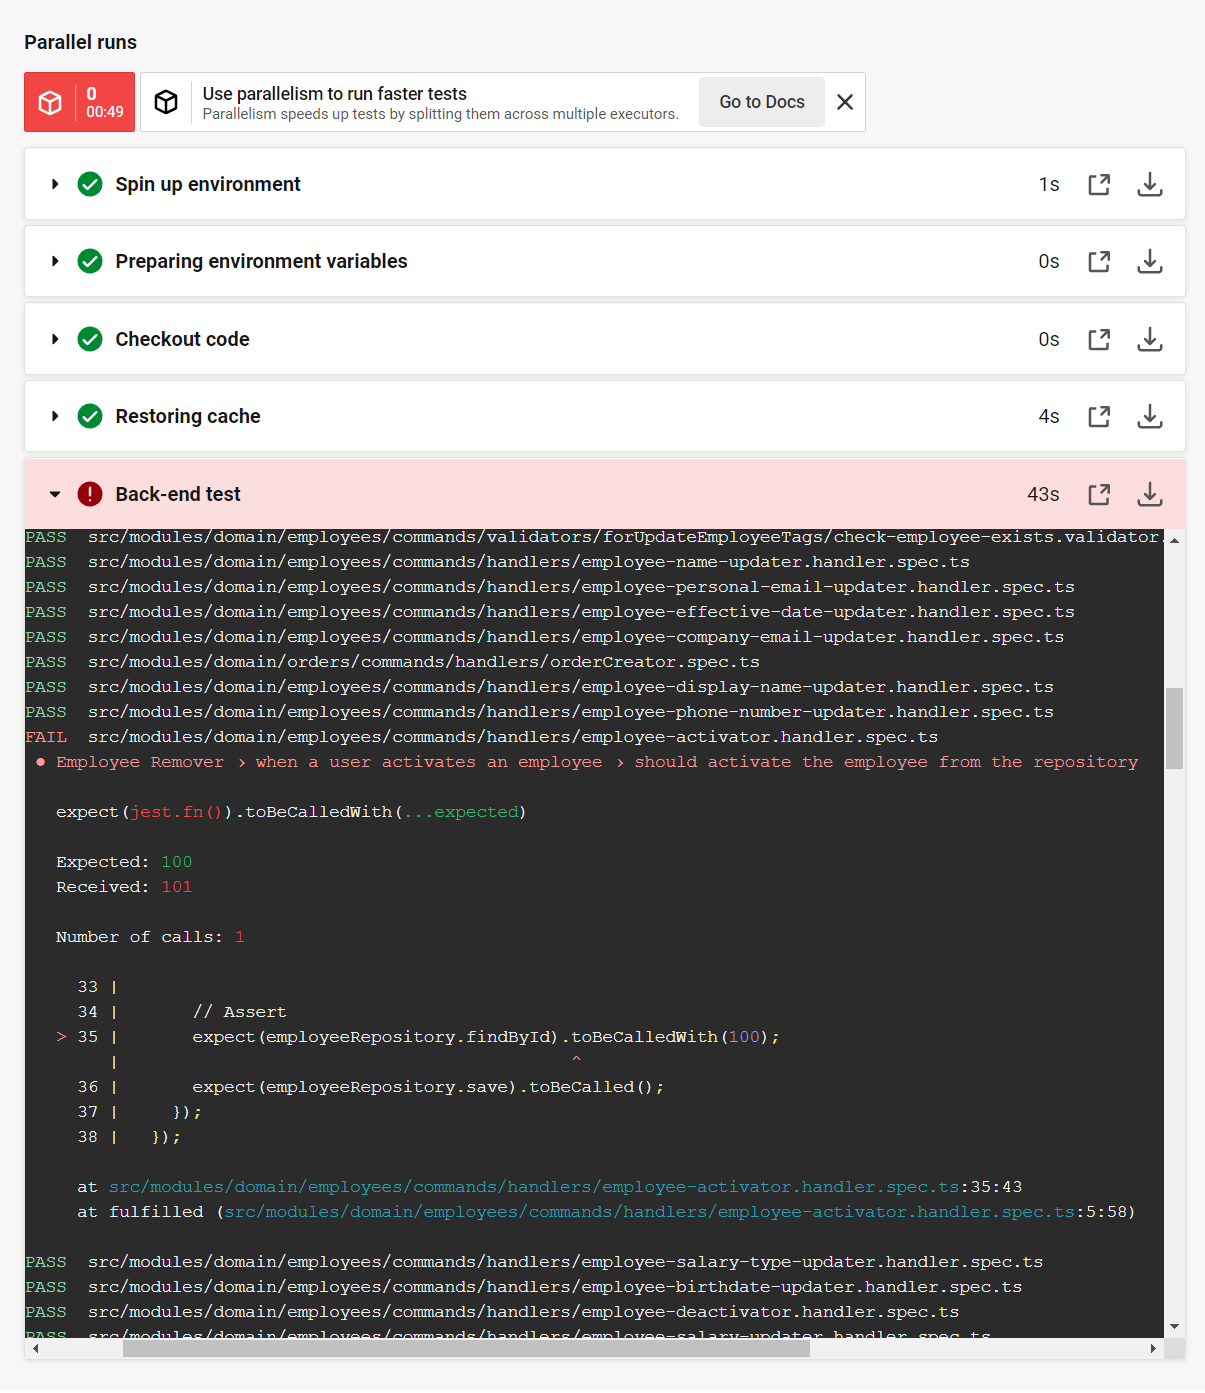 Parallel runs
0
00:49
Use parallelism to run faster tests
Parallelism speeds up tests by splitting them across multiple executors.
Go to Docs
Spin up environment 1s
Preparing environment variables 0s
Checkout code 0s
Restoring cache 4s
Back-end test 43s
PASS src/modules/domain/employees/commands/validators/forUpdateEmployeeTags/check-employee-exists.validator.
PASS src/modules/domain/employees/commands/handlers/employee-name-updater.handler.spec.ts
PASS src/modules/domain/employees/commands/handlers/employee-personal-email-updater.handler.spec.ts
PASS src/modules/domain/employees/commands/handlers/employee-effective-date-updater.handler.spec.ts
PASS src/modules/domain/employees/commands/handlers/employee-company-email-updater.handler.spec.ts
PASS src/modules/domain/orders/commands/handlers/orderCreator.spec.ts
PASS src/modules/domain/employees/commands/handlers/employee-display-name-updater.handler.spec.ts
PASS src/modules/domain/employees/commands/handlers/employee-phone-number-updater.handler.spec.ts
FAIL src/modules/domain/employees/commands/handlers/employee-activator.handler.spec.ts
● Employee Remover › when a user activates an employee › should activate the employee from the repository
expect(jest.fn()).toBeCalledWith(...expected)
Expected: 100
Received: 101
Number of calls: 1
33 |
34 | // Assert
> 35 | expect(employeeRepository.findById).toBeCalledWith(100);
| ^
36 | expect(employeeRepository.save).toBeCalled();
37 | });
38 | });
at src/modules/domain/employees/commands/handlers/employee-activator.handler.spec.ts:35:43
at fulfilled (src/modules/domain/employees/commands/handlers/employee-activator.handler.spec.ts:5:58)
PASS src/modules/domain/employees/commands/handlers/employee-salary-type-updater.handler.spec.ts
PASS src/modules/domain/employees/commands/handlers/employee-birthdate-updater.handler.spec.ts
PASS src/modules/domain/employees/commands/handlers/employee-deactivator.handler.spec.ts
PASS src/modules/domain/employees/commands/handlers/employee-salary-updater.handler.spec.ts